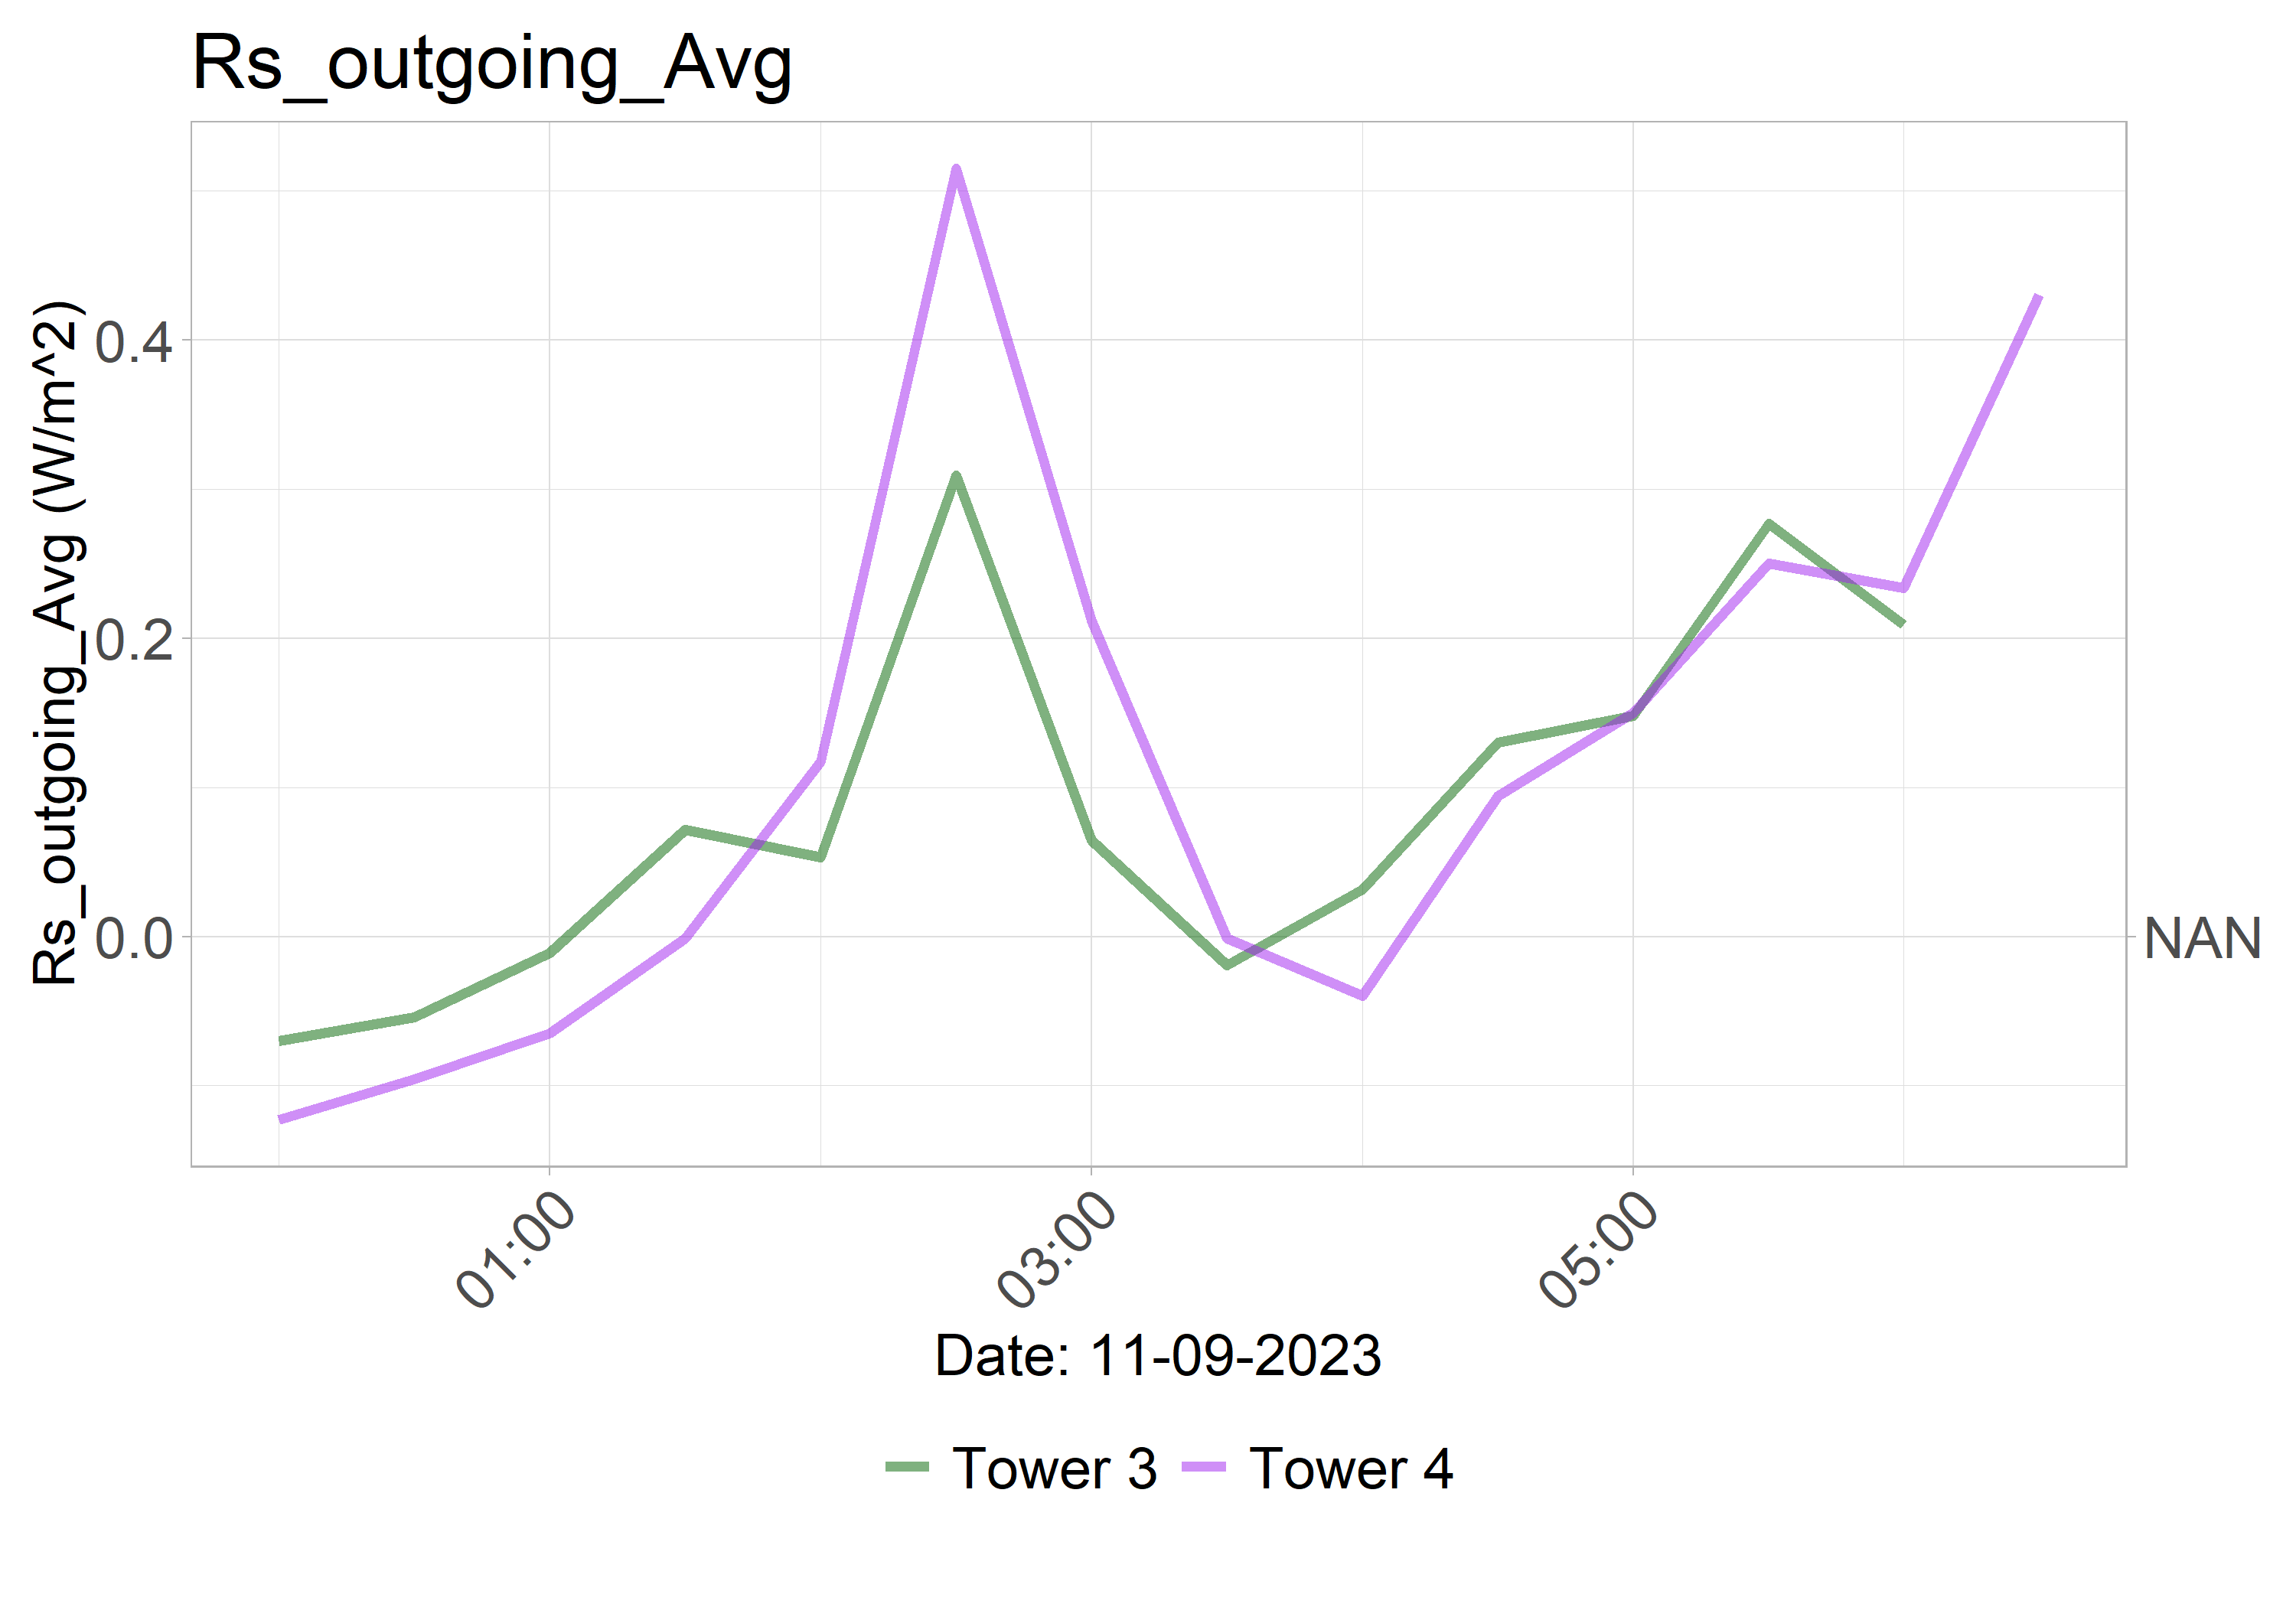 Rs_outgoing_Avg
Rs_outgoing_Avg (W/m^2)
0.4
0.2
0.0
NAN
01:00
03:00
05:00
Date: 11-09-2023
Tower 3
Tower 4